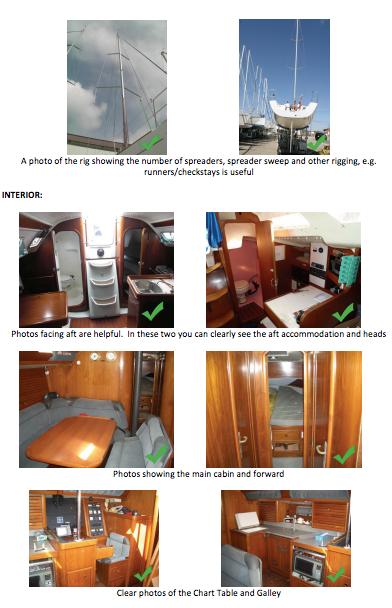 A photo of the rig showing the number of spreaders, spreader sweep and other rigging, e.g.
runners/checkstays is useful
INTERIOR:
Photos facing aft are helpful.  In these two you can clearly see the aft accommodation and heads
Photos showing the main cabin and forward
Clear photos of the Chart Table and Galley